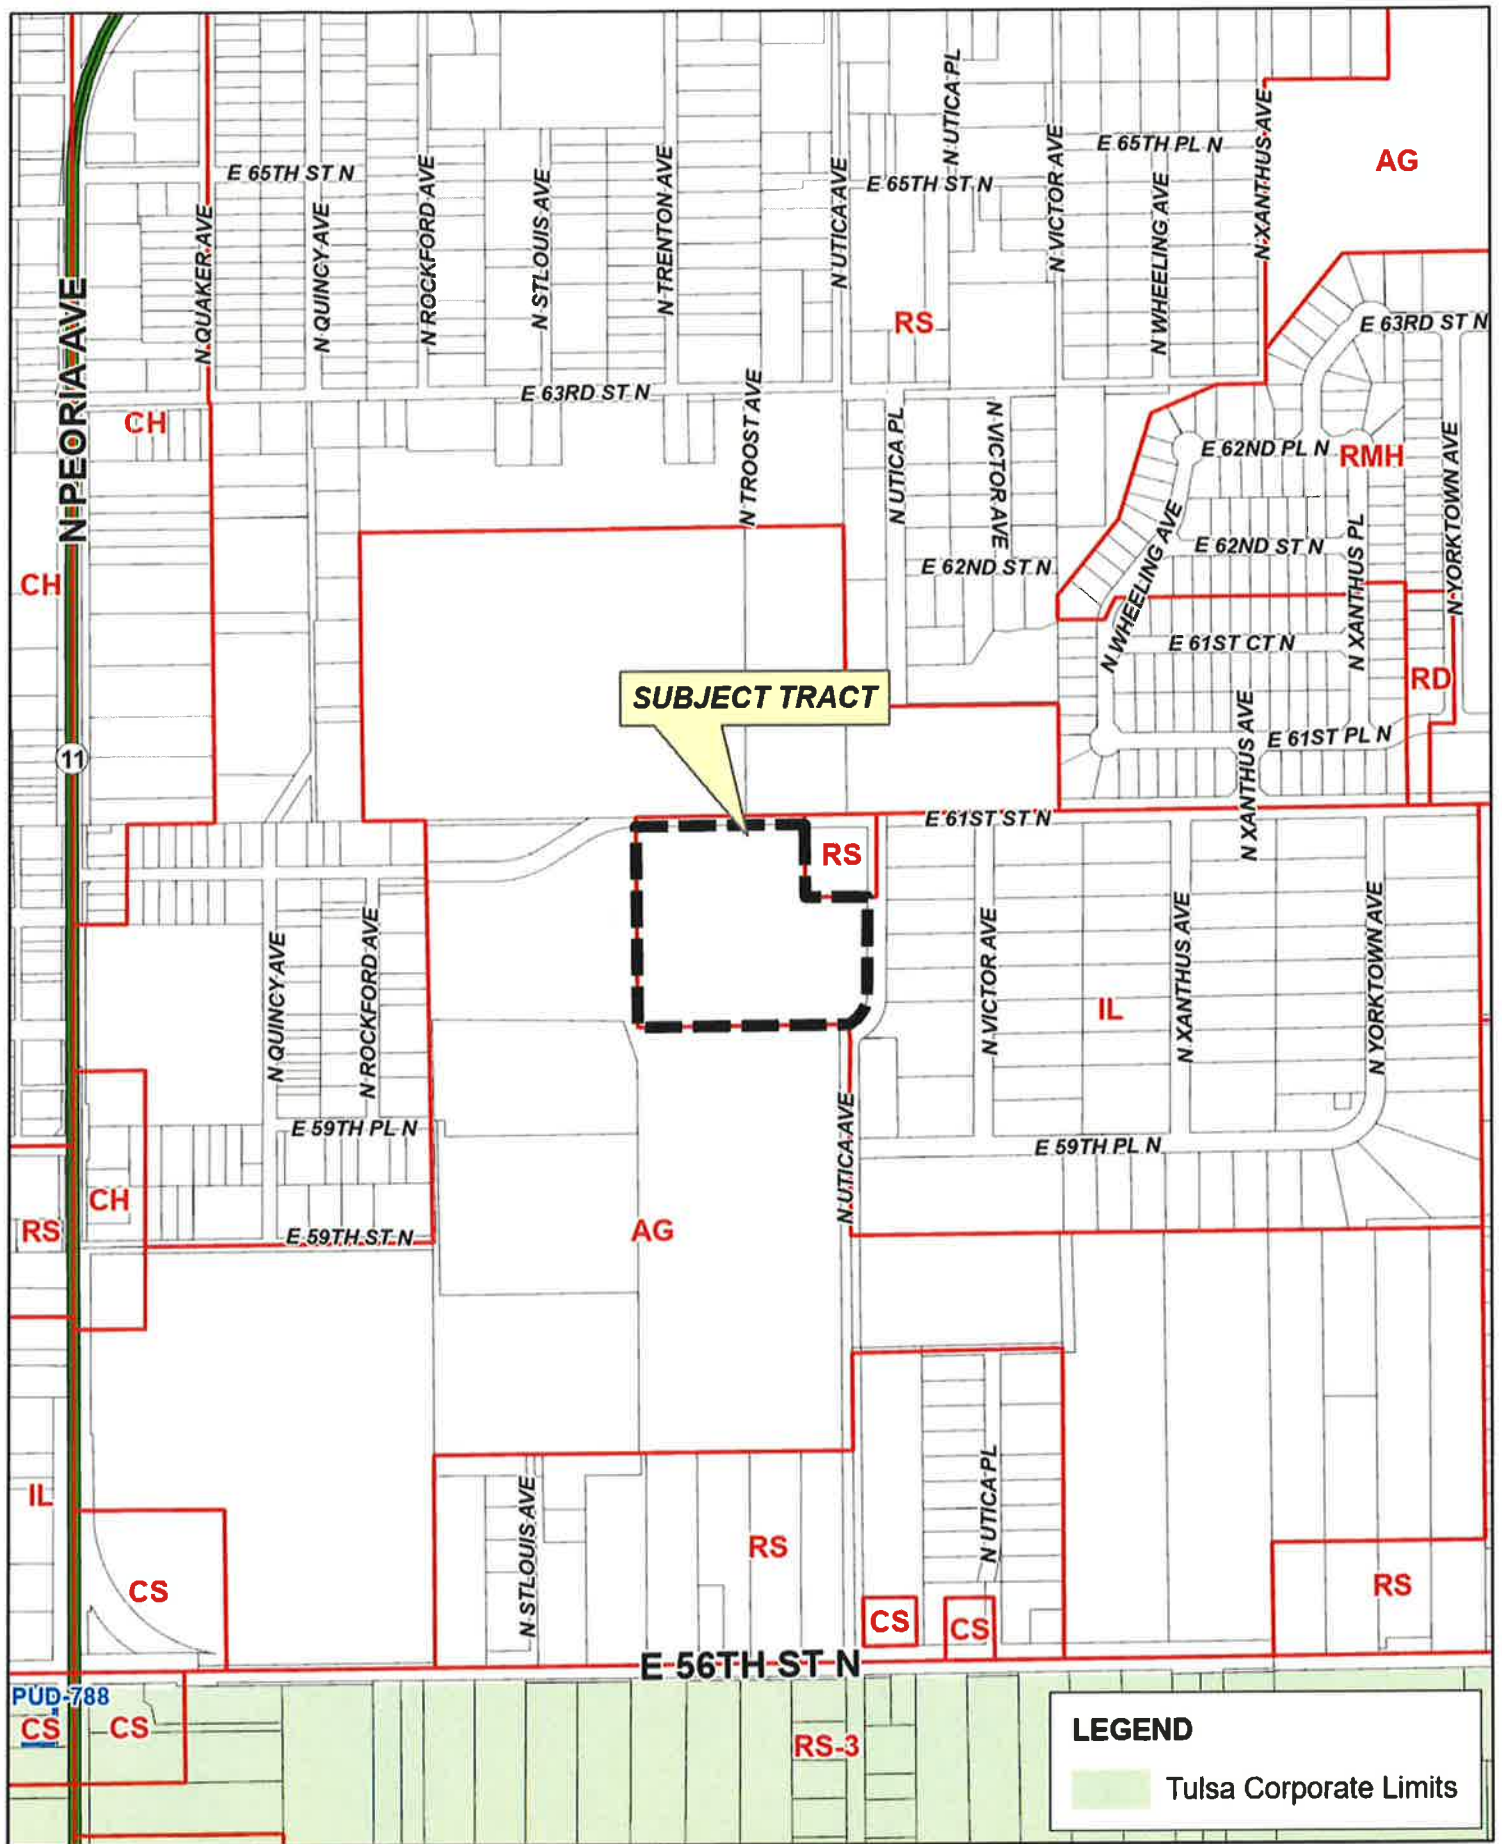 N UTICA PL
E 65TH PL N
AG
E 65TH ST N
E 65TH ST N
N QUAKER AVE
N QUINCY AVE
N ROCKFORD AVE
N STLOUIS AVE
N TRENTON AVE
N UTICA AVE
N VICTOR AVE
N WHEELING AVE
N XANTHUS AVE
RS
E 63RD ST N
N PEORIA AVE
E 63RD ST N
CH
N TROOST AVE
N UTICA PL
N VICTOR AVE
E 62ND PL N
RMH
N YORKTOWN AVE
CH
E 62ND ST N
N WHEELING AVE
E 62ND ST N
N XANTHUS PL
E 61ST CT N
RD
SUBJECT TRACT
N XANTHUS AVE
E 61ST PL N
11
E 61ST ST N
RS
N QUINCY AVE
N ROCKFORD AVE
N VICTOR AVE
IL
N XANTHUS AVE
N YORKTOWN AVE
E 59TH PL N
N UTICA AVE
E 59TH PL N
CH
RS
E 59TH ST N
AG
IL
N STLOUIS AVE
N UTICA PL
RS
CS
RS
CS
CS
E 56TH ST N
PUD-788
CS
CS
RS-3
LEGEND
Tulsa Corporate Limits